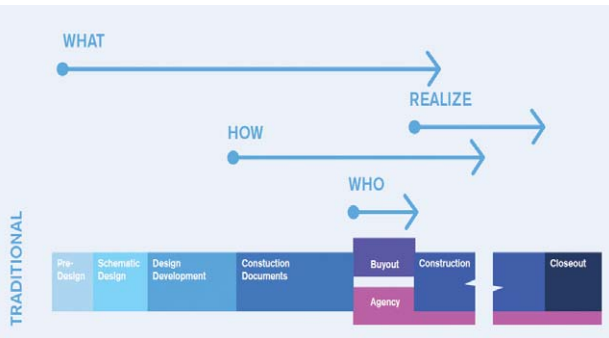 WHAT
REALIZE
HOW
WHO
TRADITIONAL
Pre-
Design
Schematic
Design
Design
Development
Constuction
Documents
Buyout
Agency
Construction
Closeout